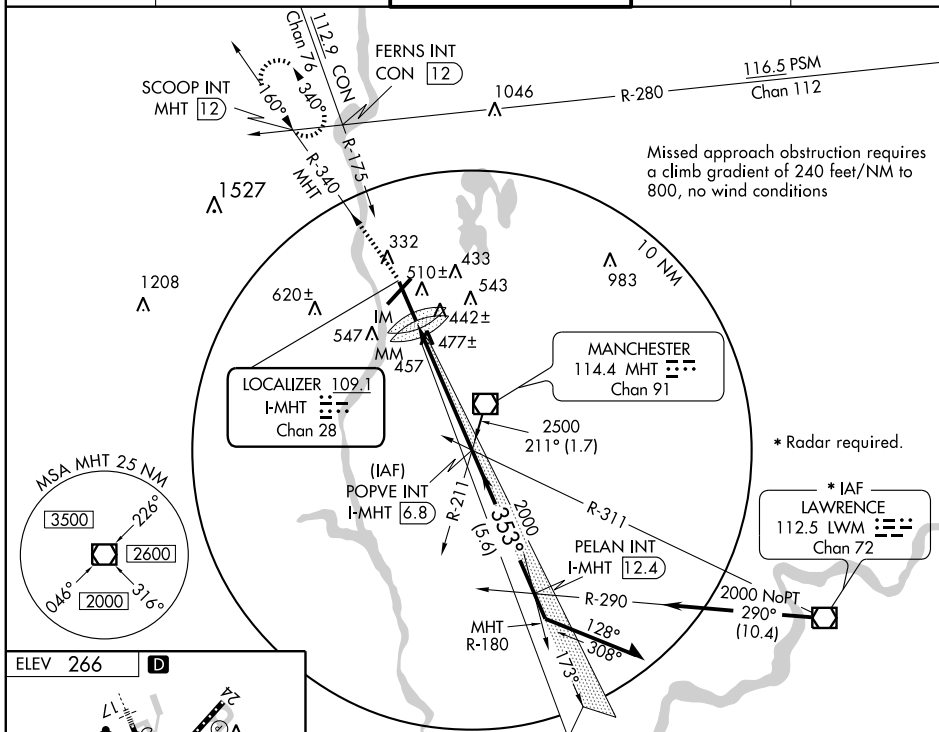 112.9 CON
Chan 76
FERNS INT
CON 12
SCOOP INT
MHT 12
160°
340°
1046
R-280
116.5 PSM
Chan 112
R-340
MHT
R-175
Missed approach obstruction requires
a climb gradient of 240 feet/NM to
800, no wind conditions
1527
10 NM
332
433
510±
983
1208
620±
543
IM
442±
547
477±
MM
457
LOCALIZER 109.1
I-MHT
Chan 28
MANCHESTER
114.4 MHT
Chan 91
2500
211° (1.7)
* Radar required.
MSA MHT 25 NM
3500
226°
2600
046°
2000
316°
(IAF)
POPVE INT
I-MHT 6.8
R-211
353°
(5.6)
2000
R-311
* IAF
LAWRENCE
112.5 LWM
Chan 72
PELAN INT
I-MHT 12.4
R-290
2000 NoPT
290°
(10.4)
MHT
R-180
128°
308°
173°
ELEV 266
D
17
24
P